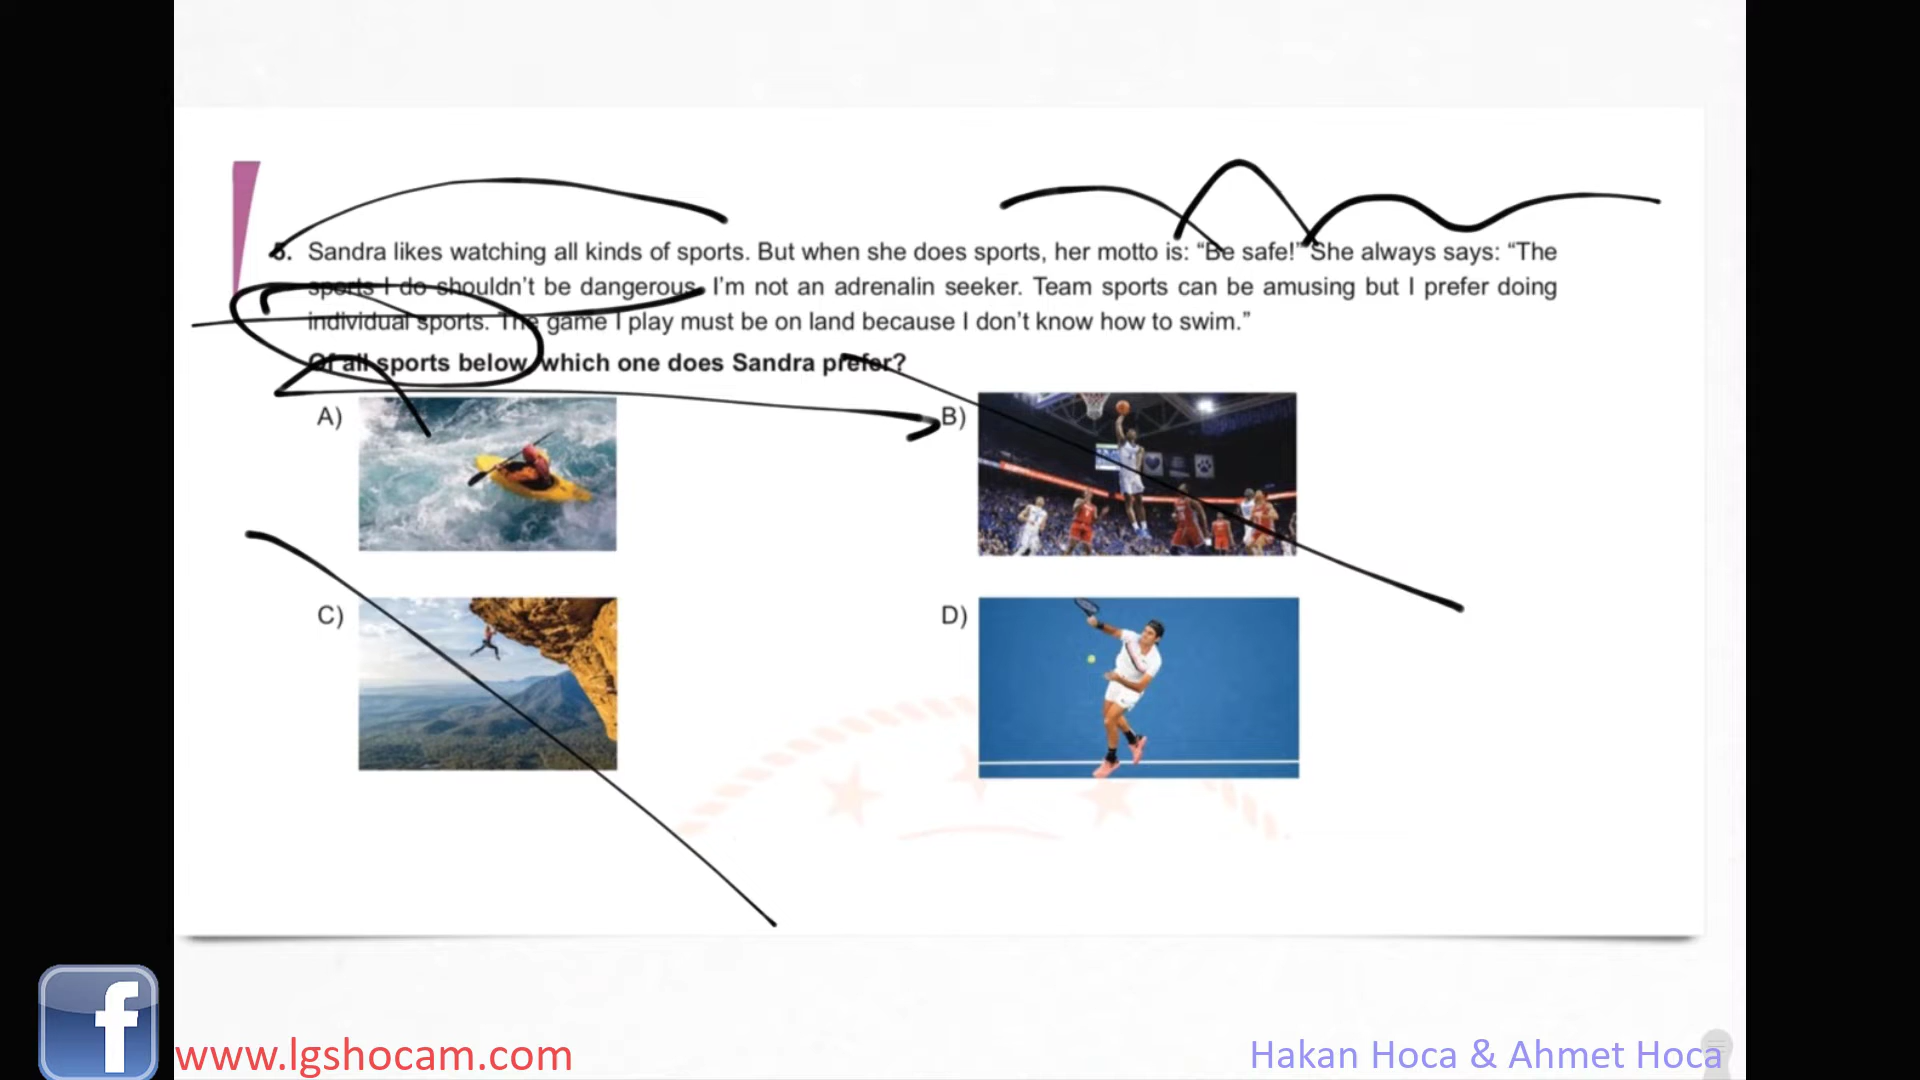 5. Sandra likes watching all kinds of sports. But when she does sports, her motto is: “Be safe!” She always says: “The
sports I do shouldn’t be dangerous. I’m not an adrenalin seeker. Team sports can be amusing but I prefer doing
individual sports. The game I play must be on land because I don’t know how to swim.”
Of all sports below, which one does Sandra prefer?
A)
B)
C)
D)
www.lgshocam.com
Hakan Hoca & Ahmet Hoca